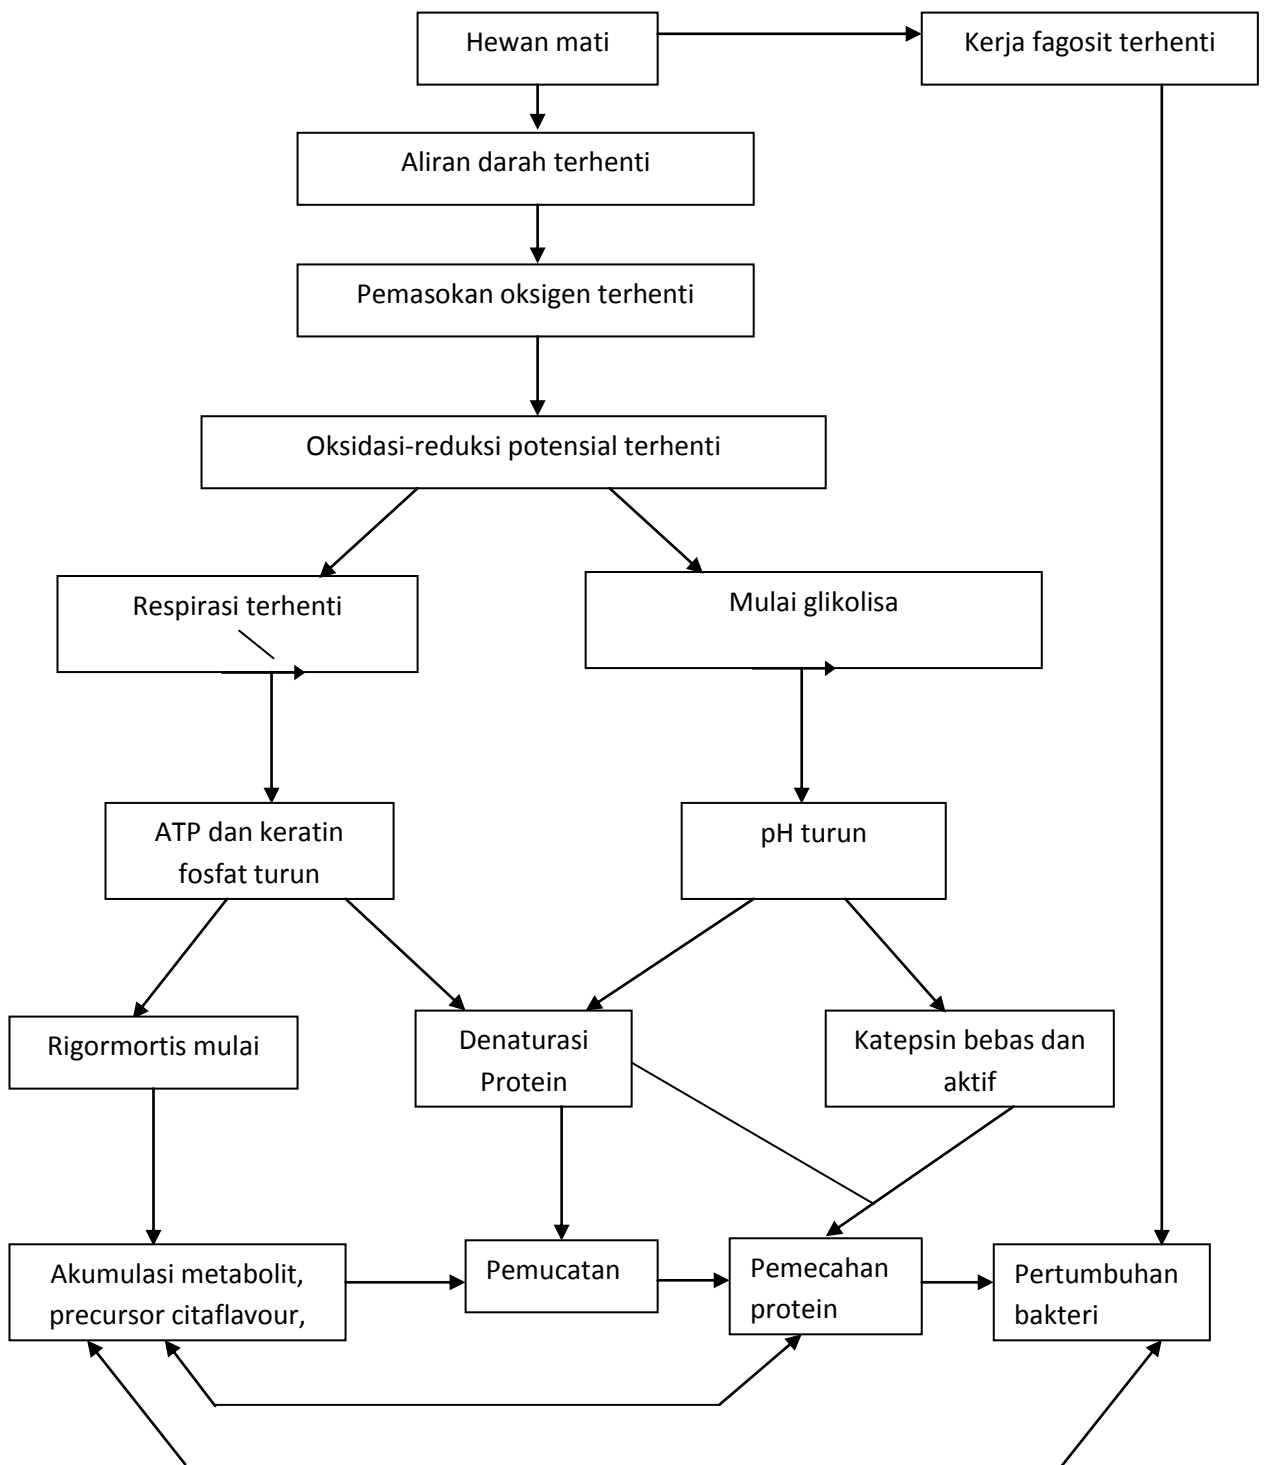 Hewan mati
Kerja fagosit terhenti
Aliran darah terhenti
Pemasokan oksigen terhenti
Oksidasi-reduksi potensial terhenti
Respirasi terhenti
Mulai glikolisa
ATP dan keratin
fosfat turun
pH turun
Rigormortis mulai
Denaturasi
Protein
Katepsin bebas dan
aktif
Akumulasi metabolit,
precursor citaflavour,
Pemucatan
Pemecahan
protein
Pertumbuhan
bakteri